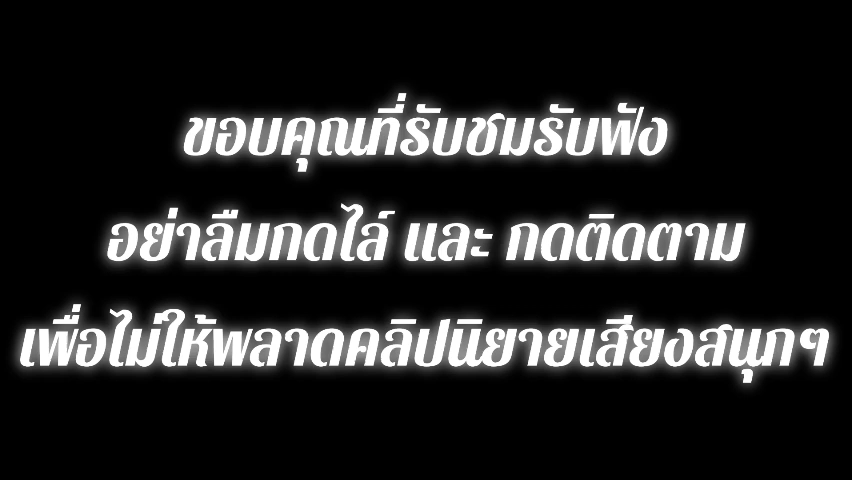 ขอบคุณที่รับชมรับฟัง
อย่าลืมกดไล์ และ กดติดตาม
เพื่อไม่ให้พลาดคลิปนิยายเสียงสนุกๆ